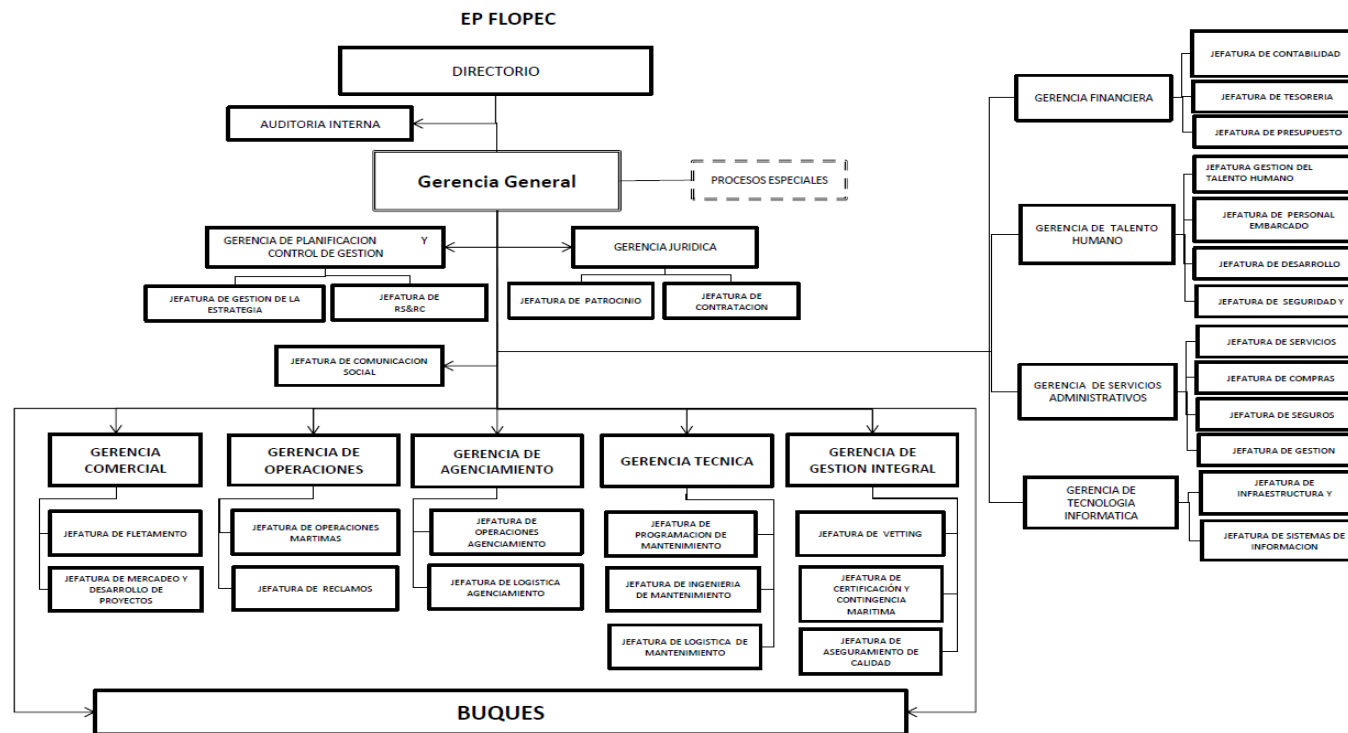 EP FLOPEC
DIRECTORIO
AUDITORIA INTERNA
Gerencia General
PROCESOS ESPECIALES
GERENCIA DE PLANIFICACION Y
CONTROL DE GESTION
GERENCIA JURIDICA
JEFATURA DE GESTION DE LA
ESTRATEGIA
JEFATURA DE
RS&RC
JEFATURA DE PATROCINIO
JEFATURA DE
CONTRATACION
JEFATURA DE COMUNICACION
SOCIAL
GERENCIA
COMERCIAL
JEFATURA DE FLETAMENTO
JEFATURA DE MERCADEO Y
DESARROLLO DE
PROYECTOS
GERENCIA DE
OPERACIONES
JEFATURA DE OPERACIONES
MARTIMAS
JEFATURA DE RECLAMOS
GERENCIA DE
AGENCIAMIENTO
JEFATURA DE
OPERACIONES
AGENCIAMIENTO
JEFATURA DE LOGISTICA
AGENCIAMIENTO
GERENCIA TECNICA
JEFATURA DE
PROGRAMACION DE
MANTENIMIENTO
JEFATURA DE INGENIERIA
DE MANTENIMIENTO
JEFATURA DE LOGISTICA DE
MANTENIMIENTO
GERENCIA DE
GESTION INTEGRAL
JEFATURA DE VETTING
JEFATURA DE
CERTIFICACIÓN Y
CONTINGENCIA
MARITIMA
JEFATURA DE
ASEGURAMIENTO DE
CALIDAD
BUQUES
GERENCIA FINANCIERA
JEFATURA DE CONTABILIDAD
JEFATURA DE TESORERIA
JEFATURA DE PRESUPUESTO
GERENCIA DE TALENTO
HUMANO
JEFATURA GESTION DEL
TALENTO HUMANO
JEFATURA DE PERSONAL
EMBARCADO
JEFATURA DE DESARROLLO
JEFATURA DE SEGURIDAD Y
GERENCIA DE SERVICIOS
ADMINISTRATIVOS
JEFATURA DE SERVICIOS
JEFATURA DE COMPRAS
JEFATURA DE SEGUROS
JEFATURA DE GESTION
GERENCIA DE
TECNOLOGIA
INFORMATICA
JEFATURA DE
INFRAESTRUCTURA Y
JEFATURA DE SISTEMAS DE
INFORMACION